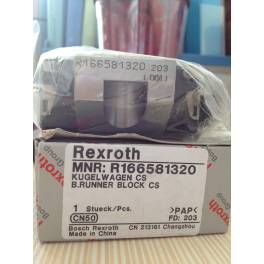 R166581320 203
Rexroth
MNR: R166581320
KUGELWAGEN CS
B.RUNNER BLOCK CS
1 Stueck/Pcs. >PAP<
CN50 FD: 203
Bosch Rexroth CN 213161 Changzhou
Made in China